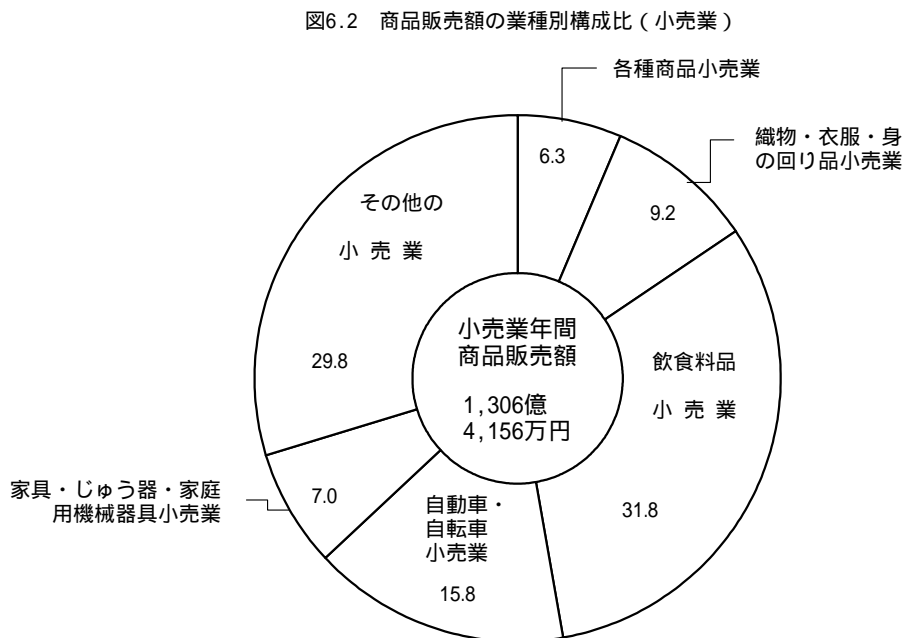 図6.2 商品販売額の業種別構成比（小売業）
各種商品小売業
6.3
織物・衣服・身
の回り品小売業
9.2
飲食料品
小 売 業
31.8
自動車・
自転車
小売業
15.8
家具・じゅう器・家庭
用機械器具小売業
7.0
その他の
小 売 業
29.8
小売業年間
商品販売額
1,306億
4,156万円